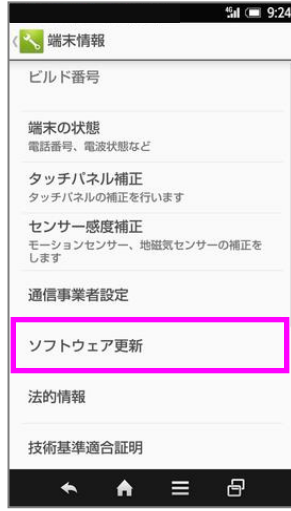 4G 9:24
端末情報
ビルド番号
端末の状態
電話番号、電波状態など
タッチパネル補正
タッチパネルの補正を行います
センサー感度補正
モーションセンサー、地磁気センサーの補正を
します
通信事業者設定
ソフトウェア更新
法的情報
技術基準適合証明